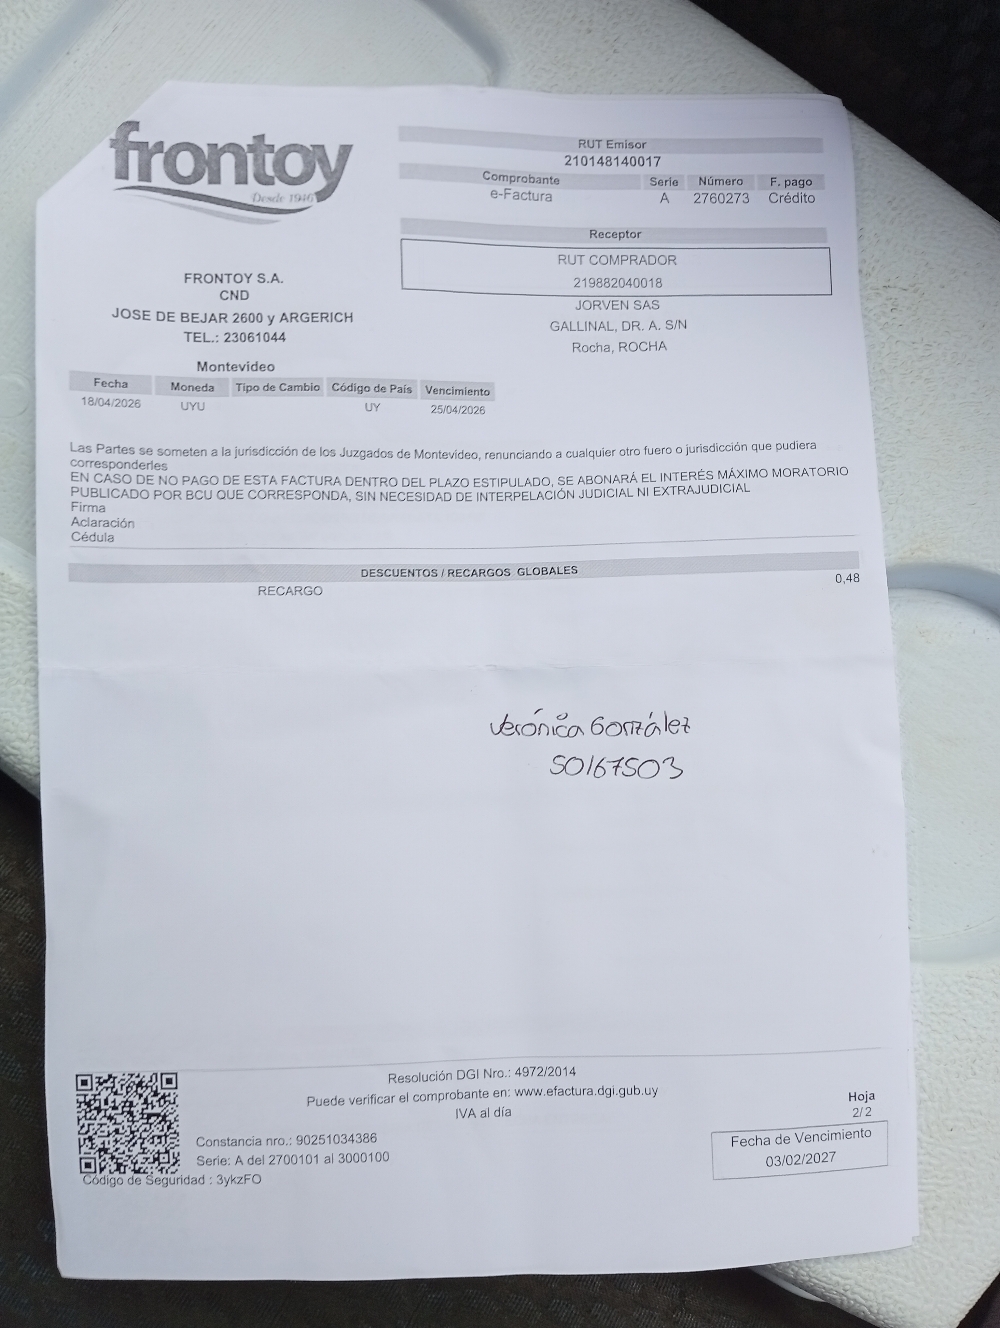 frontoy
Desde 1946
RUT Emisor
210148140017
Comprobante Serie Número F. pago
e-Factura A 2760273 Crédito
Receptor
RUT COMPRADOR
219882040018
JORVEN SAS
GALLINAL, DR. A. S/N
Rocha, ROCHA
FRONTOY S.A.
CND
JOSE DE BEJAR 2600 y ARGERICH
TEL.: 23061044
Montevideo
Fecha Moneda Tipo de Cambio Código de País Vencimiento
18/04/2026 UYU UY 25/04/2026
Las Partes se someten a la jurisdicción de los Juzgados de Montevideo, renunciando a cualquier otro fuero o jurisdicción que pudiera
corresponderles
EN CASO DE NO PAGO DE ESTA FACTURA DENTRO DEL PLAZO ESTIPULADO, SE ABONARÁ EL INTERÉS MÁXIMO MORATORIO
PUBLICADO POR BCU QUE CORRESPONDA, SIN NECESIDAD DE INTERPELACIÓN JUDICIAL NI EXTRAJUDICIAL
Firma
Aclaración
Cédula
DESCUENTOS / RECARGOS GLOBALES
RECARGO 0,48
Verónica González
50167503
Resolución DGI Nro.: 4972/2014
Puede verificar el comprobante en: www.efactura.dgi.gub.uy
IVA al día
Constancia nro.: 90251034386
Serie: A del 2700101 al 3000100
Código de Seguridad : 3ykzFO
Hoja
2/ 2
Fecha de Vencimiento
03/02/2027